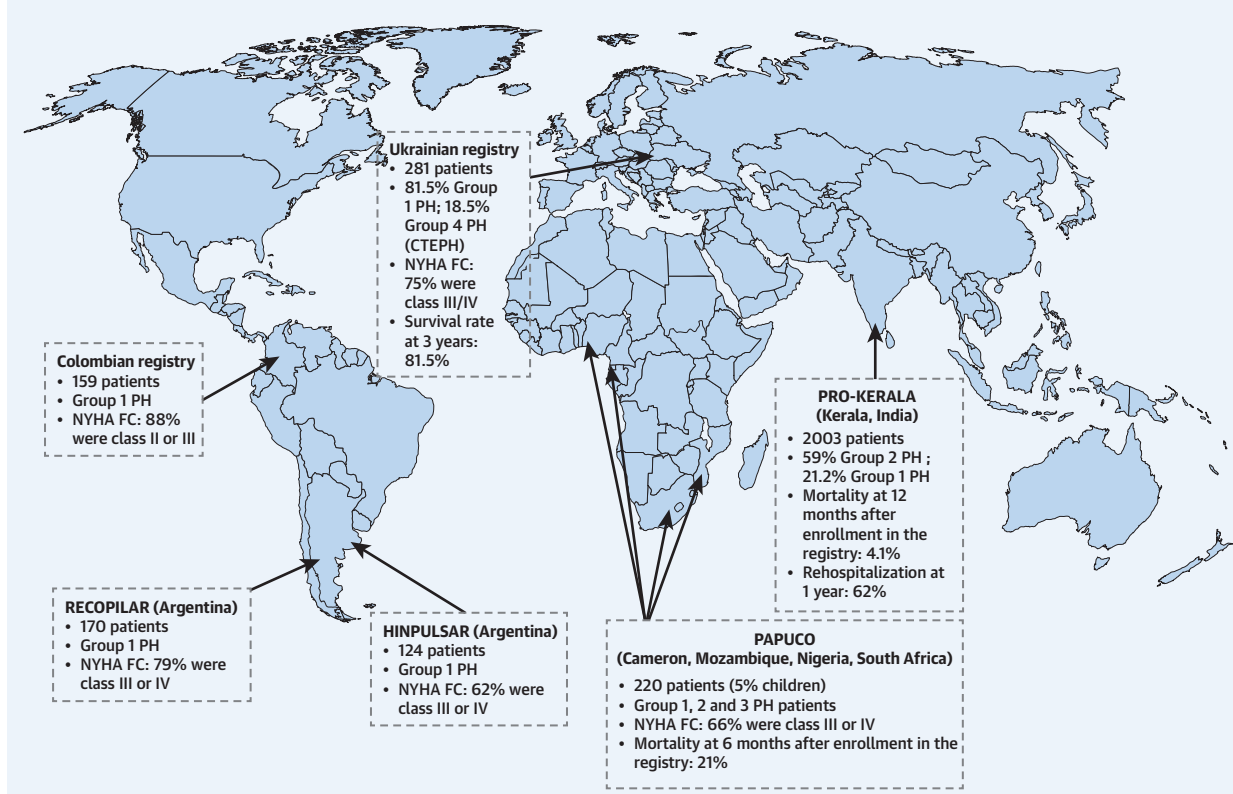 Ukrainian registry
• 281 patients
• 81.5% Group
1 PH; 18.5%
Group 4 PH
(CTEPH)
• NYHA FC:
75% were
class III/IV
• Survival rate
at 3 years:
81.5%
Colombian registry
• 159 patients
• Group 1 PH
• NYHA FC: 88%
were class II or III
PRO-KERALA
(Kerala, India)
• 2003 patients
• 59% Group 2 PH ;
21.2% Group 1 PH
• Mortality at 12
months after
enrollment in the
registry: 4.1%
• Rehospitalization at
1 year: 62%
RECOPILAR (Argentina)
• 170 patients
• Group 1 PH
• NYHA FC: 79% were
class III or IV
HINPULSAR (Argentina)
• 124 patients
• Group 1 PH
• NYHA FC: 62% were
class III or IV
PAPUCO
(Cameron, Mozambique, Nigeria, South Africa)
• 220 patients (5% children)
• Group 1, 2 and 3 PH patients
• NYHA FC: 66% were class III or IV
• Mortality at 6 months after enrollment in the
registry: 21%